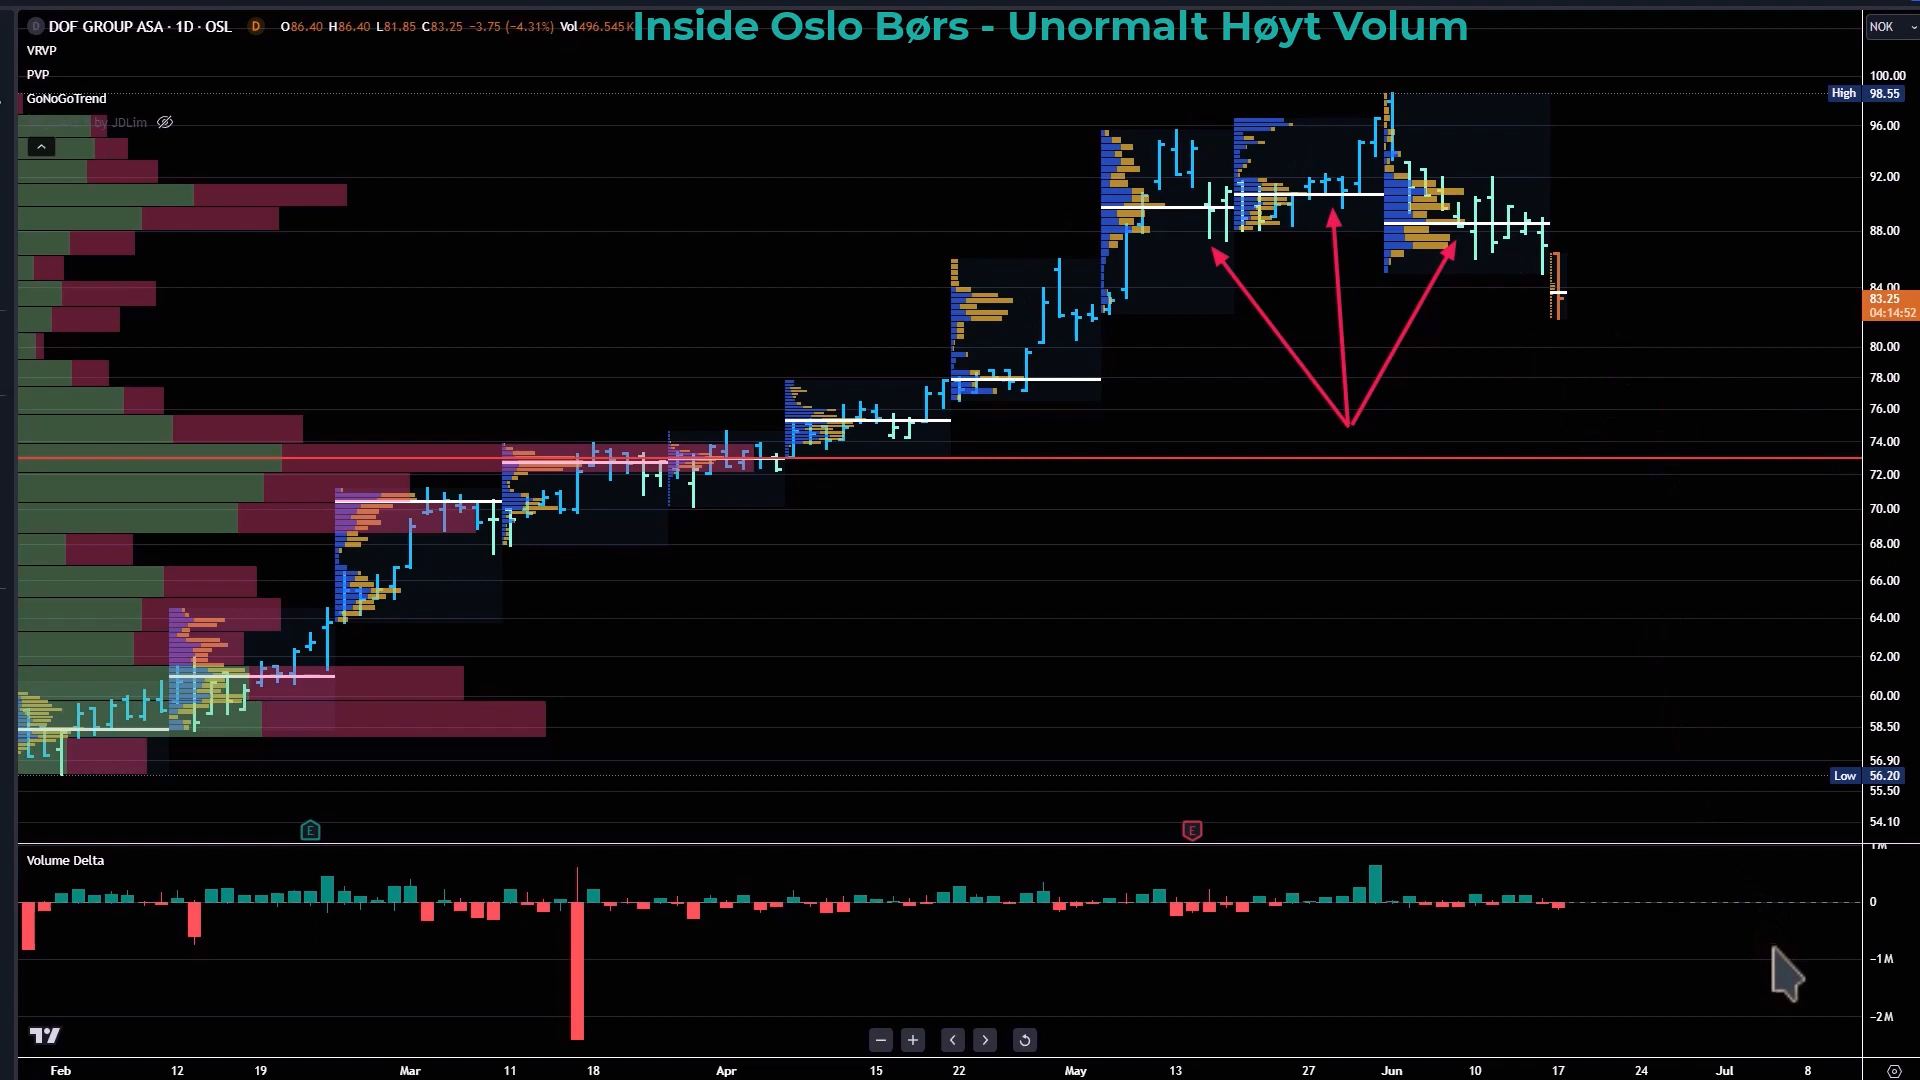 Inside Oslo Børs - Unormalt Høyt Volum
DOF GROUP ASA · 1D · OSL D O86.40 H86.40 L81.85 C83.25 −3.75 (−4.31%) Vol496.545K
NOK
VRVP
PVP
GoNoGoTrend
by JDLim
100.00
High 98.55
96.00
92.00
88.00
84.00
83.25
04:14:52
80.00
78.00
76.00
74.00
72.00
70.00
68.00
66.00
64.00
62.00
60.00
58.50
56.90
Low 56.20
55.50
54.10
E E
Volume Delta
1M
0
−1M
−2M
Feb 12 19 Mar 11 18 Apr 15 22 May 13 27 Jun 10 17 24 Jul 8